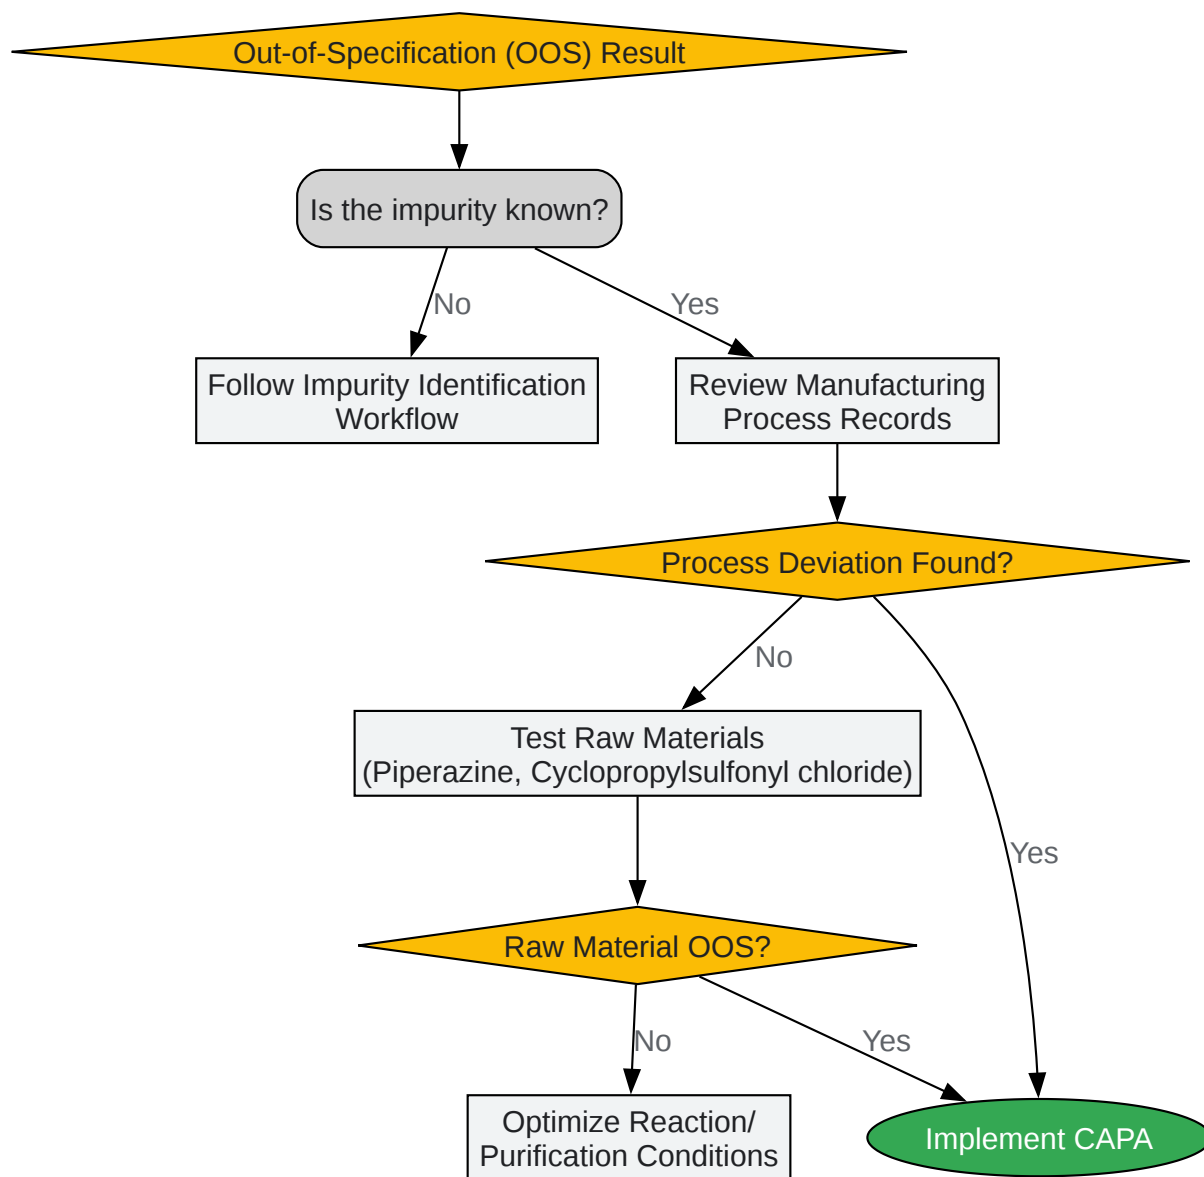 Out-of-Specification (OOS) Result
Is the impurity known?
No
Yes
Follow Impurity Identification
Workflow
Review Manufacturing
Process Records
Process Deviation Found?
No
Test Raw Materials
(Piperazine, Cyclopropylsulfonyl chloride)
Yes
Raw Material OOS?
No
Yes
Optimize Reaction/
Purification Conditions
Implement CAPA